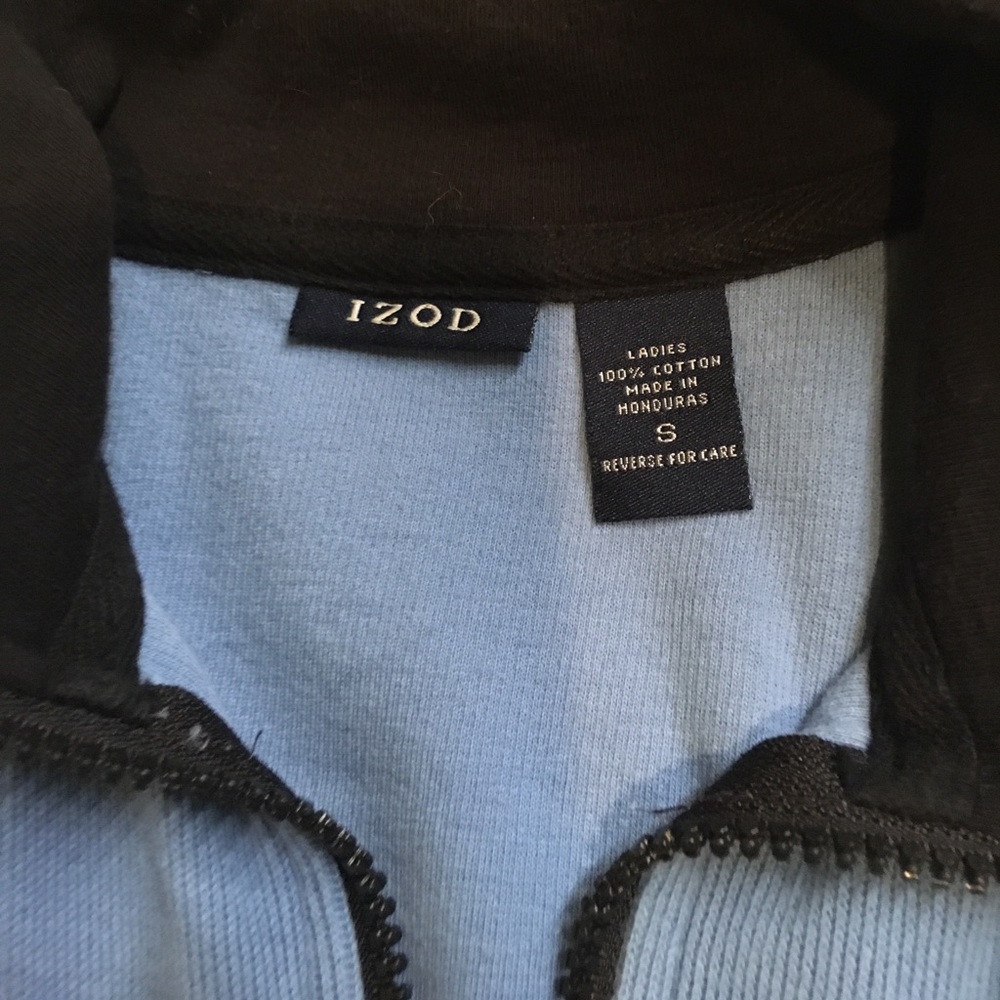 IZOD
LADIES
100% COTTON
MADE IN
HONDURAS
S
REVERSE FOR CARE